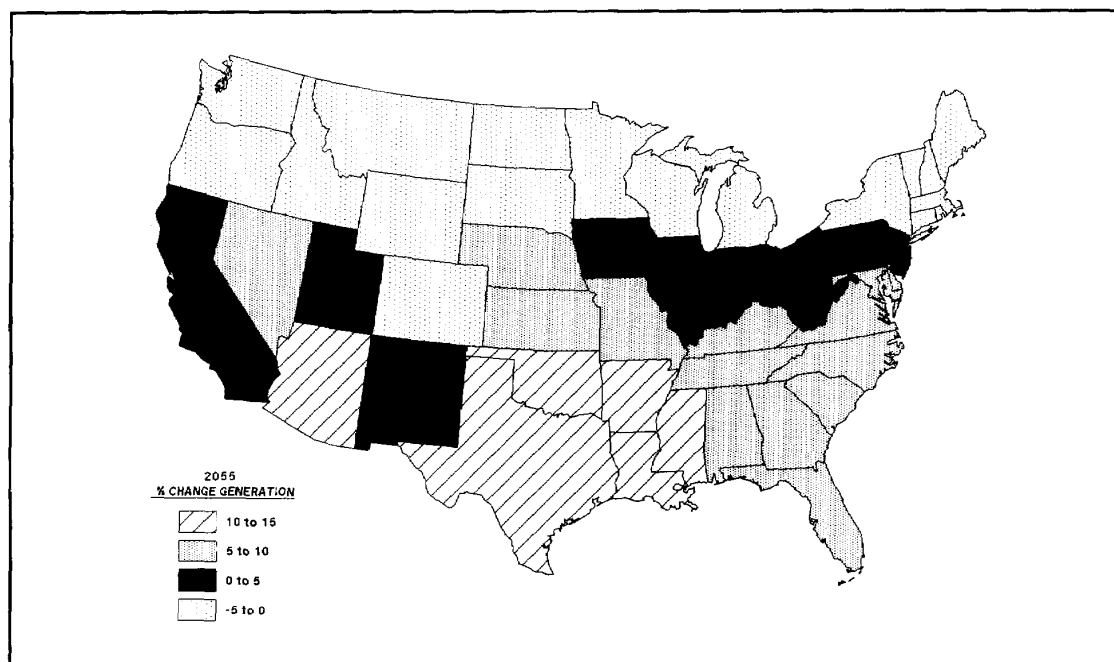 2055
% CHANGE GENERATION
10 to 15
5 to 10
0 to 5
-5 to 0